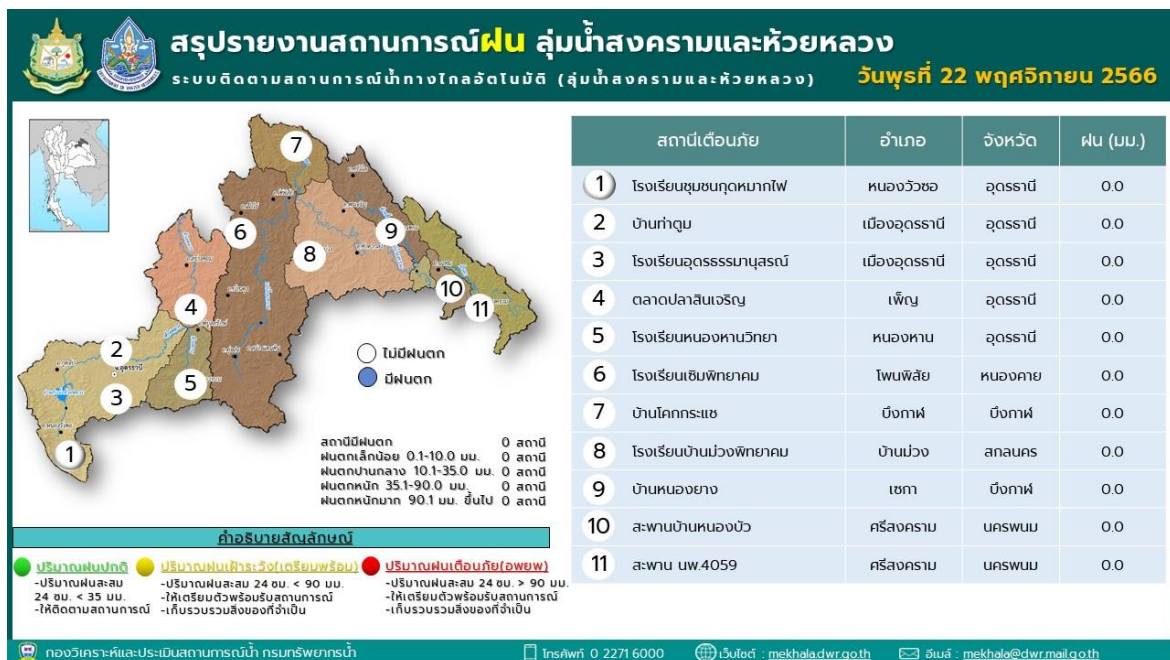 สรุปรายงานสถานการณ์ฝน ลุ่มน้ำสงครามและห้วยหลวง
ระบบติดตามสถานการณ์น้ำทางไกลอัตโนมัติ (ลุ่มน้ำสงครามและห้วยหลวง)
วันพุธที่ 22 พฤศจิกายน 2566
7
6
9
8
10
11
4
2
5
3
1
อ.อุดรธานี
ไม่มีฝนตก
มีฝนตก
สถานีมีฝนตก 0 สถานี
ฝนตกเล็กน้อย 0.1-10.0 มม. 0 สถานี
ฝนตกปานกลาง 10.1-35.0 มม. 0 สถานี
ฝนตกหนัก 35.1-90.0 มม. 0 สถานี
ฝนตกหนักมาก 90.1 มม. ขึ้นไป 0 สถานี
คำอธิบายสัญลักษณ์
ปริมาณฝนปกติ
-ปริมาณฝนสะสม
24 ชม. < 35 มม.
-ให้ติดตามสถานการณ์
ปริมาณฝนเฝ้าระวัง(เตรียมพร้อม)
-ปริมาณฝนสะสม 24 ชม. < 90 มม.
-ให้เตรียมตัวพร้อมรับสถานการณ์
-เก็บรวบรวมสิ่งของที่จำเป็น
ปริมาณฝนเตือนภัย(อพยพ)
-ปริมาณฝนสะสม 24 ชม. > 90 มม.
-ให้เตรียมตัวพร้อมรับสถานการณ์
-เก็บรวบรวมสิ่งของที่จำเป็น
สถานีเตือนภัย อำเภอ จังหวัด ฝน (มม.)
1 โรงเรียนชุมชนกุดหมากไฟ หนองวัวซอ อุดรธานี 0.0
2 บ้านท่าตูม เมืองอุดรธานี อุดรธานี 0.0
3 โรงเรียนอุดรธรรมานุสรณ์ เมืองอุดรธานี อุดรธานี 0.0
4 ตลาดปลาสินเจริญ เพ็ญ อุดรธานี 0.0
5 โรงเรียนหนองหานวิทยา หนองหาน อุดรธานี 0.0
6 โรงเรียนเซิมพิทยาคม โพนพิสัย หนองคาย 0.0
7 บ้านโคกกระแซ บึงกาฬ บึงกาฬ 0.0
8 โรงเรียนบ้านม่วงพิทยาคม บ้านม่วง สกลนคร 0.0
9 บ้านหนองยาง เซกา บึงกาฬ 0.0
10 สะพานบ้านหนองบัว ศรีสงคราม นครพนม 0.0
11 สะพาน นพ.4059 ศรีสงคราม นครพนม 0.0
กองวิเคราะห์และประเมินสถานการณ์น้ำ กรมทรัพยากรน้ำ
โทรศัพท์ 0 2271 6000
เว็บไซต์ : mekhala.dwr.go.th
อีเมล์ : mekhala@dwr.mail.go.th